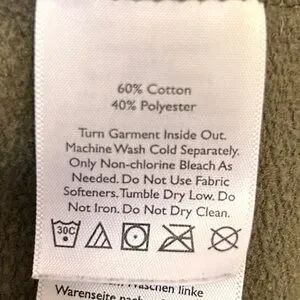 60% Cotton
40% Polyester
Turn Garment Inside Out.
Machine Wash Cold Separately.
Only Non-chlorine Bleach As
Needed. Do Not Use Fabric
Softeners. Tumble Dry Low. Do
Not Iron. Do Not Dry Clean.
30C
Waschen linke
Warenseite nach